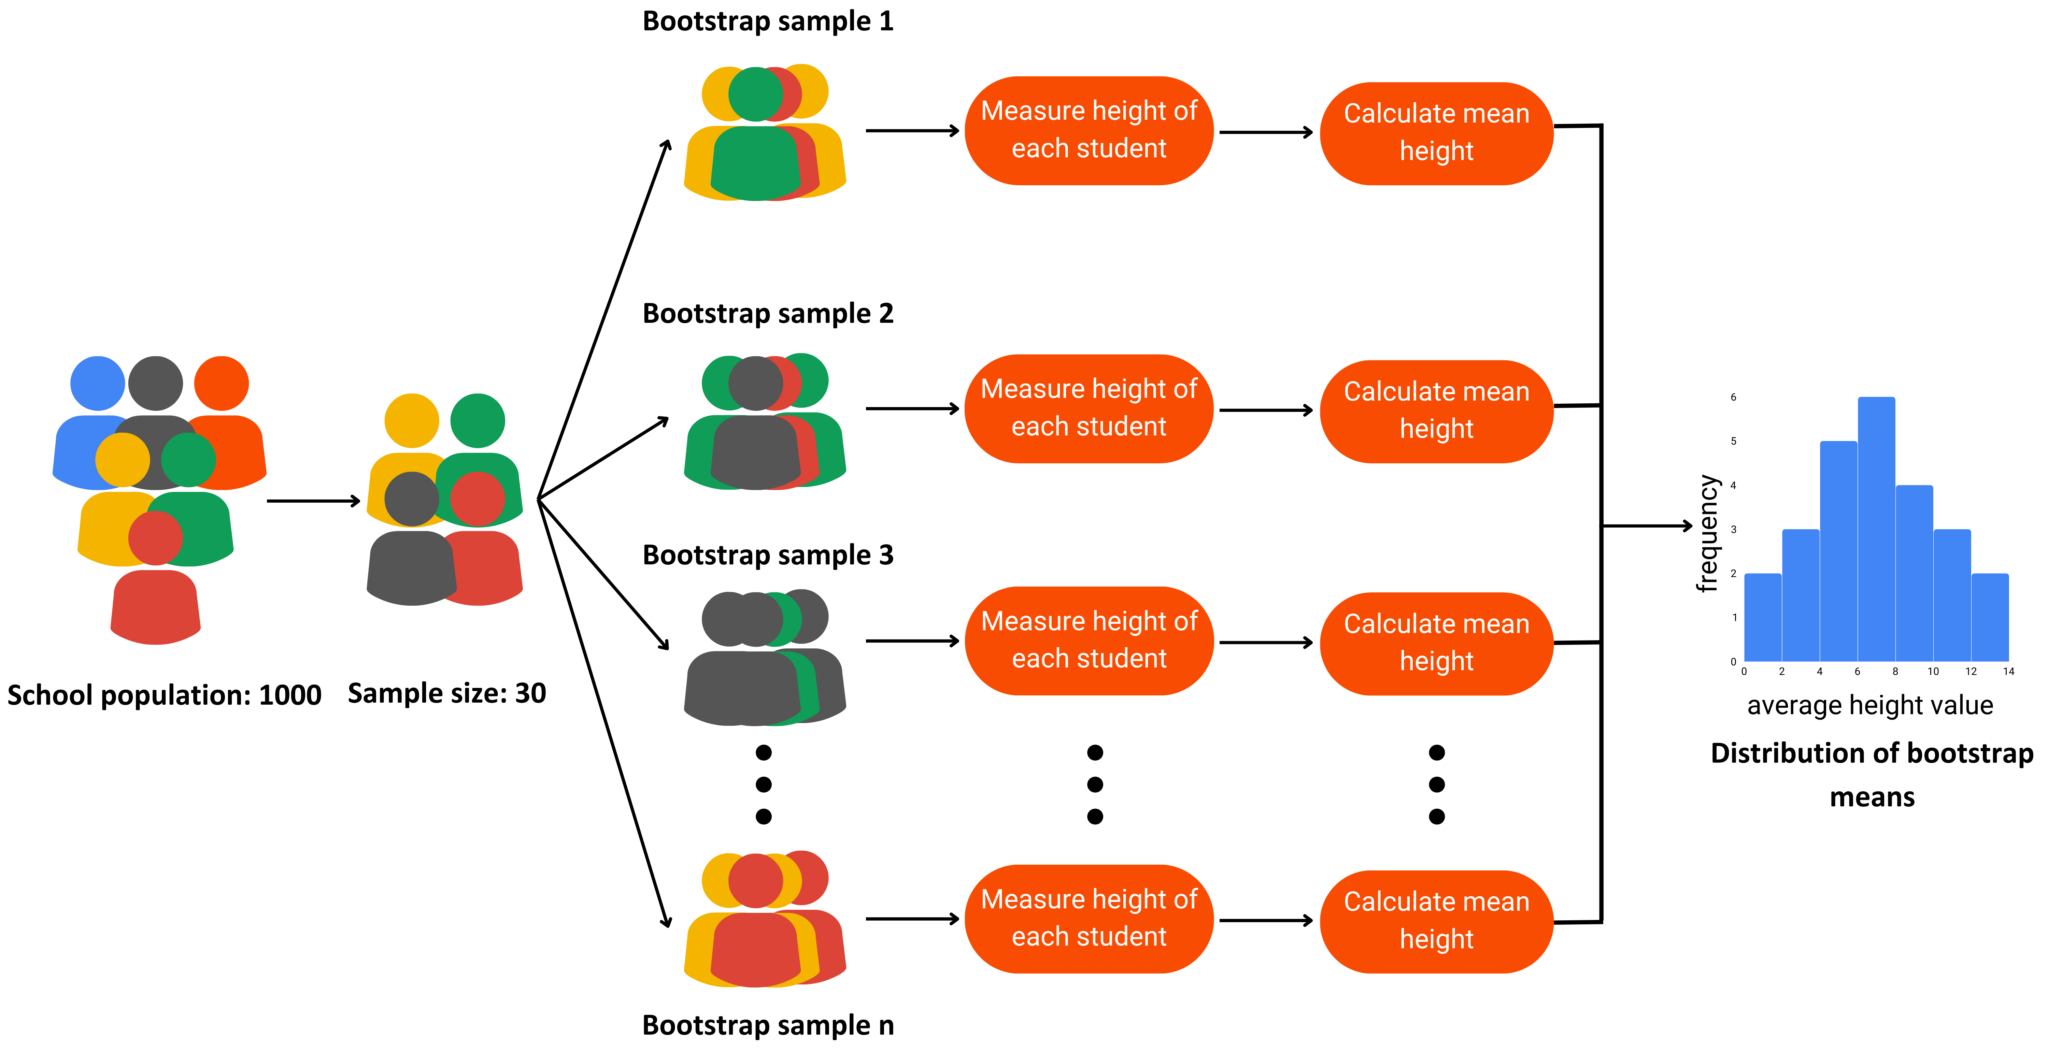 Bootstrap sample 1
Measure height of
each student
Calculate mean
height
Bootstrap sample 2
Measure height of
each student
Calculate mean
height
Bootstrap sample 3
Measure height of
each student
Calculate mean
height
School population: 1000
Sample size: 30
Measure height of
each student
Calculate mean
height
Bootstrap sample n
frequency
6
5
4
3
2
1
0
0 2 4 6 8 10 12 14
average height value
Distribution of bootstrap
means